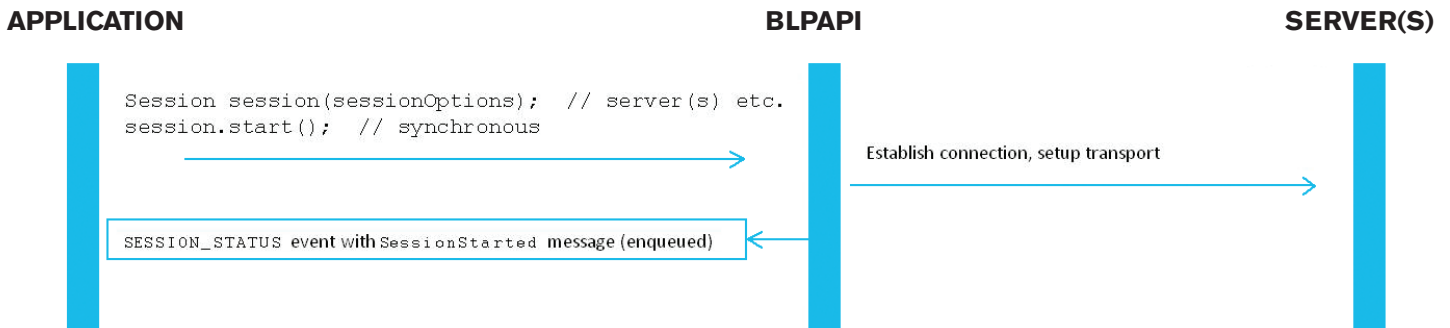 APPLICATION BLPAPI SERVER(S)
Session session(sessionOptions);  // server(s) etc.
session.start();  // synchronous
Establish connection, setup transport
SESSION_STATUS event with SessionStarted message (enqueued)